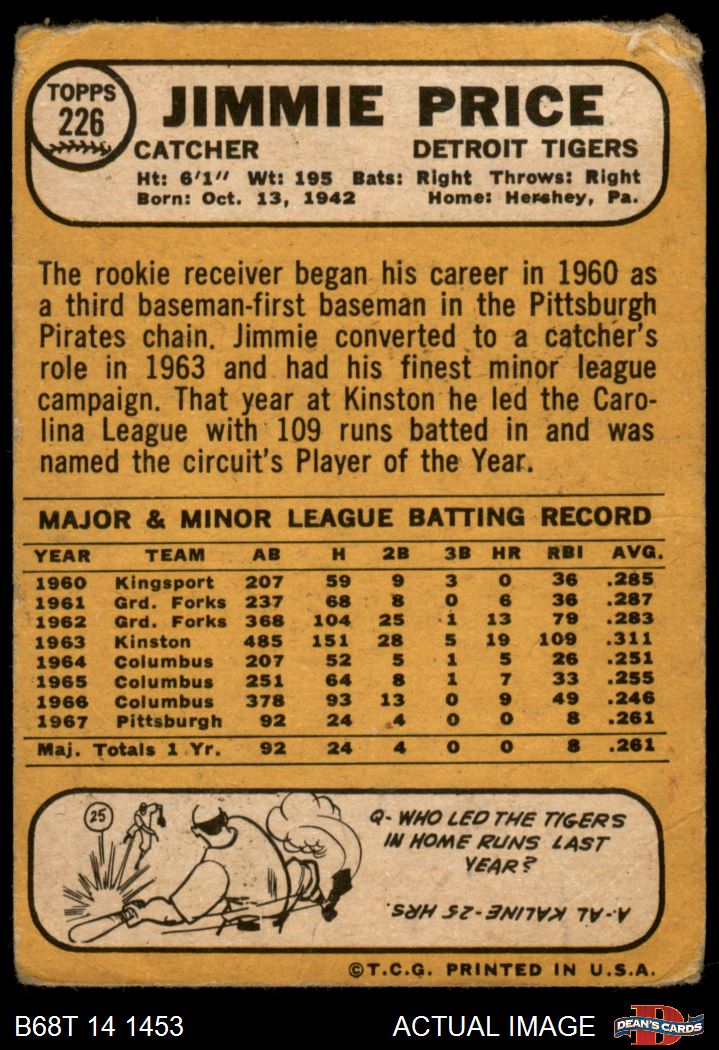 TOPPS
226
JIMMIE PRICE
CATCHER DETROIT TIGERS
Ht: 6'1" Wt: 195 Bats: Right Throws: Right
Born: Oct. 13, 1942 Home: Hershey, Pa.
The rookie receiver began his career in 1960 as
a third baseman-first baseman in the Pittsburgh
Pirates chain. Jimmie converted to a catcher's
role in 1963 and had his finest minor league
campaign. That year at Kinston he led the Caro-
lina League with 109 runs batted in and was
named the circuit's Player of the Year.
MAJOR & MINOR LEAGUE BATTING RECORD
YEAR TEAM AB H 2B 3B HR RBI AVG.
1960 Kingsport 207 59 9 3 0 36 .285
1961 Grd. Forks 237 68 8 0 6 36 .287
1962 Grd. Forks 368 104 25 1 13 79 .283
1963 Kinston 485 151 28 5 19 109 .311
1964 Columbus 207 52 5 1 5 26 .251
1965 Columbus 251 64 8 1 7 33 .255
1966 Columbus 378 93 13 0 9 49 .246
1967 Pittsburgh 92 24 4 0 0 8 .261
Maj. Totals 1 Yr. 92 24 4 0 0 8 .261
25
Q- WHO LED THE TIGERS
IN HOME RUNS LAST
YEAR?
A-AL KALINE-25 HRS.
©T.C.G. PRINTED IN U.S.A.
B68T 14 1453 ACTUAL IMAGE
D
DEAN'S CARDS